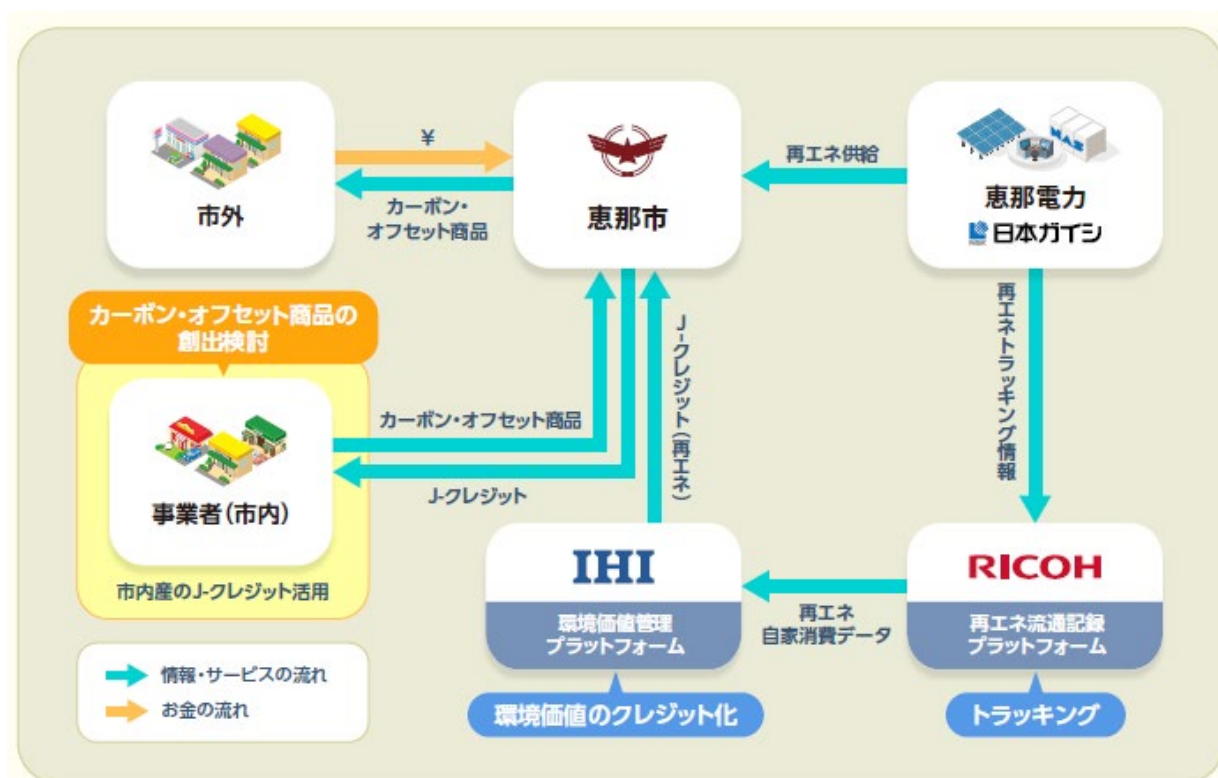 市外
¥
カーボン・
オフセット商品
恵那市
再エネ供給
NAS
恵那電力
日本ガイシ
カーボン・オフセット商品の
創出検討
事業者(市内)
市内産のJ-クレジット活用
カーボン・オフセット商品
J-クレジット
J-クレジット(再エネ)
再エネトラッキング情報
IHI
環境価値管理
プラットフォーム
再エネ
自家消費データ
RICOH
再エネ流通記録
プラットフォーム
環境価値のクレジット化
トラッキング
情報・サービスの流れ
お金の流れ